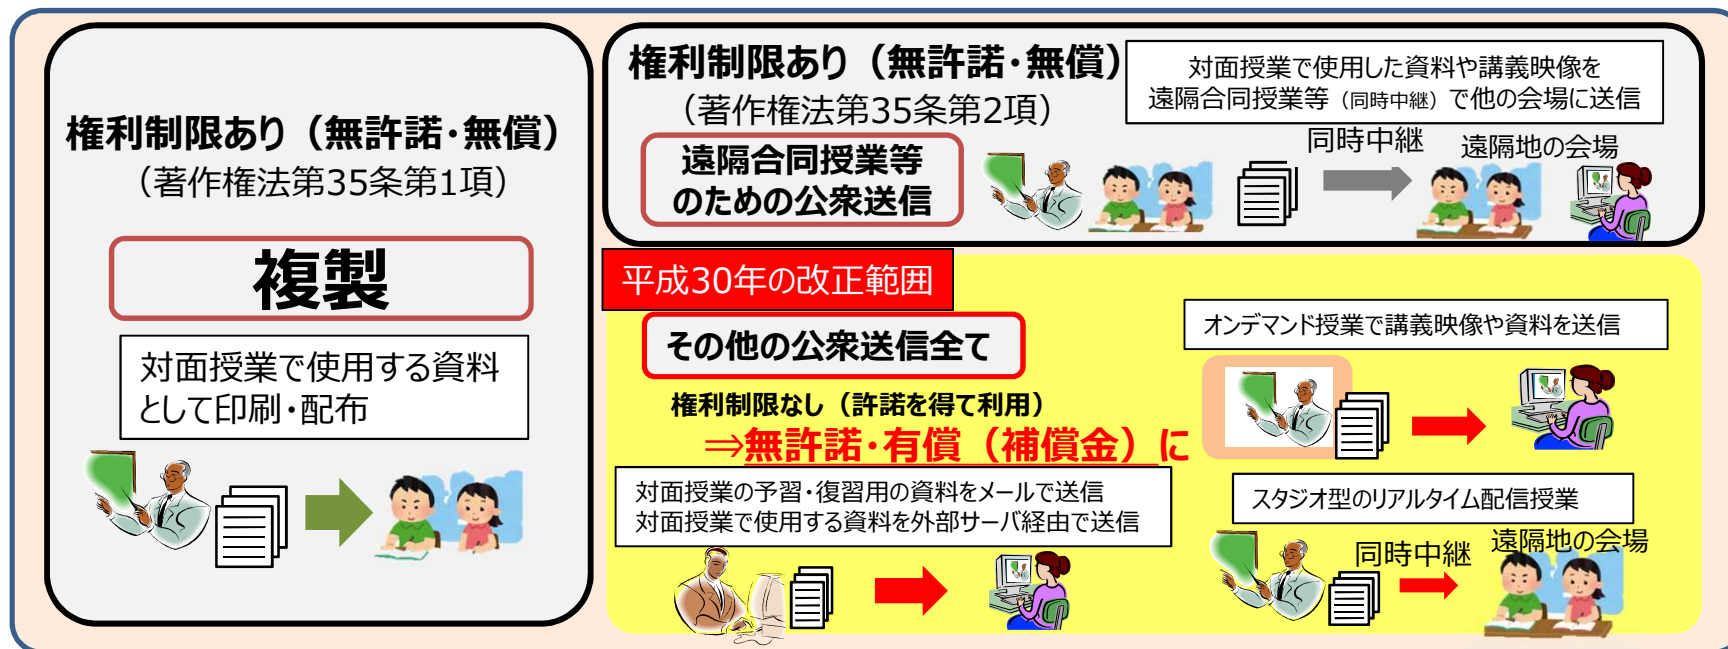 権利制限あり（無許諾・無償）
（著作権法第35条第1項）
複製
対面授業で使用する資料
として印刷・配布
権利制限あり（無許諾・無償）
（著作権法第35条第2項）
遠隔合同授業等
のための公衆送信
対面授業で使用した資料や講義映像を
遠隔合同授業等（同時中継）で他の会場に送信
同時中継
遠隔地の会場
平成30年の改正範囲
その他の公衆送信全て
権利制限なし（許諾を得て利用）
⇒無許諾・有償（補償金）に
対面授業の予習・復習用の資料をメールで送信
対面授業で使用する資料を外部サーバ経由で送信
オンデマンド授業で講義映像や資料を送信
スタジオ型のリアルタイム配信授業
同時中継
遠隔地の会場